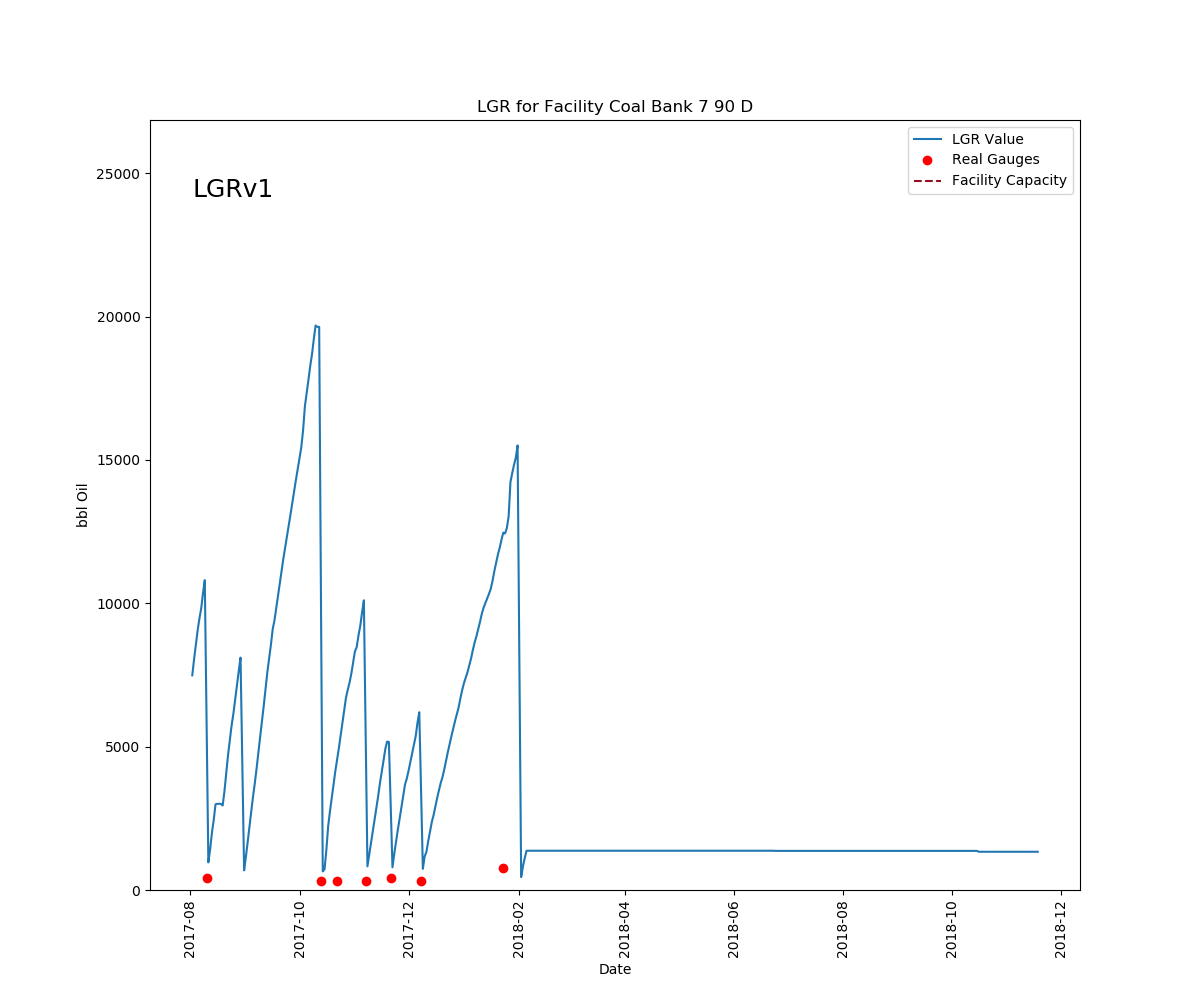 LGR for Facility Coal Bank 7 90 D
LGRv1
LGR Value
Real Gauges
Facility Capacity
25000
20000
15000
10000
5000
0
bbl Oil
2017-08
2017-10
2017-12
2018-02
2018-04
2018-06
2018-08
2018-10
2018-12
Date